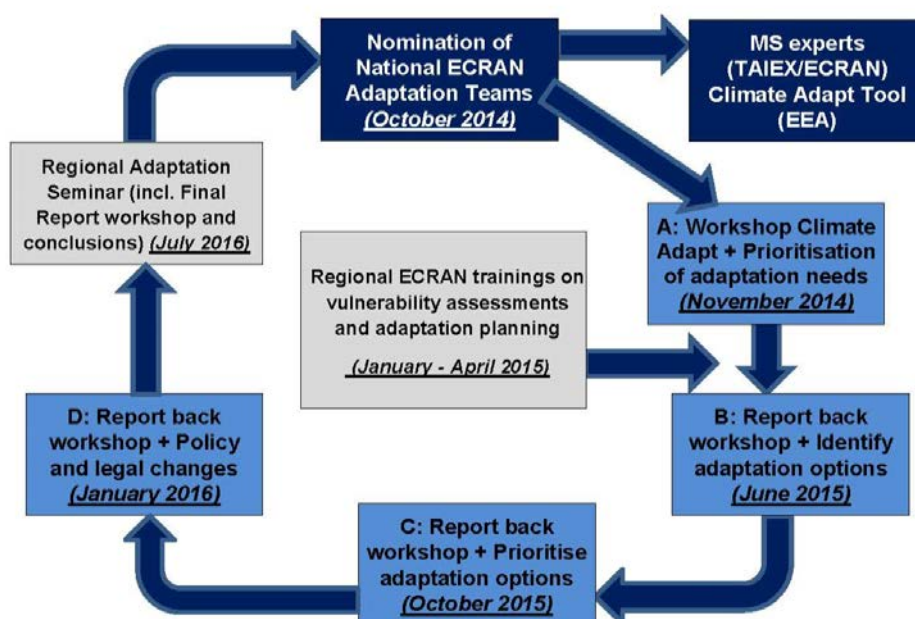 Nomination of
National ECRAN
Adaptation Teams
(October 2014)
MS experts
(TAIEX/ECRAN)
Climate Adapt Tool
(EEA)
A: Workshop Climate
Adapt + Prioritisation
of adaptation needs
(November 2014)
Regional ECRAN trainings on
vulnerability assessments
and adaptation planning
(January - April 2015)
B: Report back
workshop + Identify
adaptation options
(June 2015)
C: Report back
workshop + Prioritise
adaptation options
(October 2015)
D: Report back
workshop + Policy
and legal changes
(January 2016)
Regional Adaptation
Seminar (incl. Final
Report workshop and
conclusions) (July 2016)